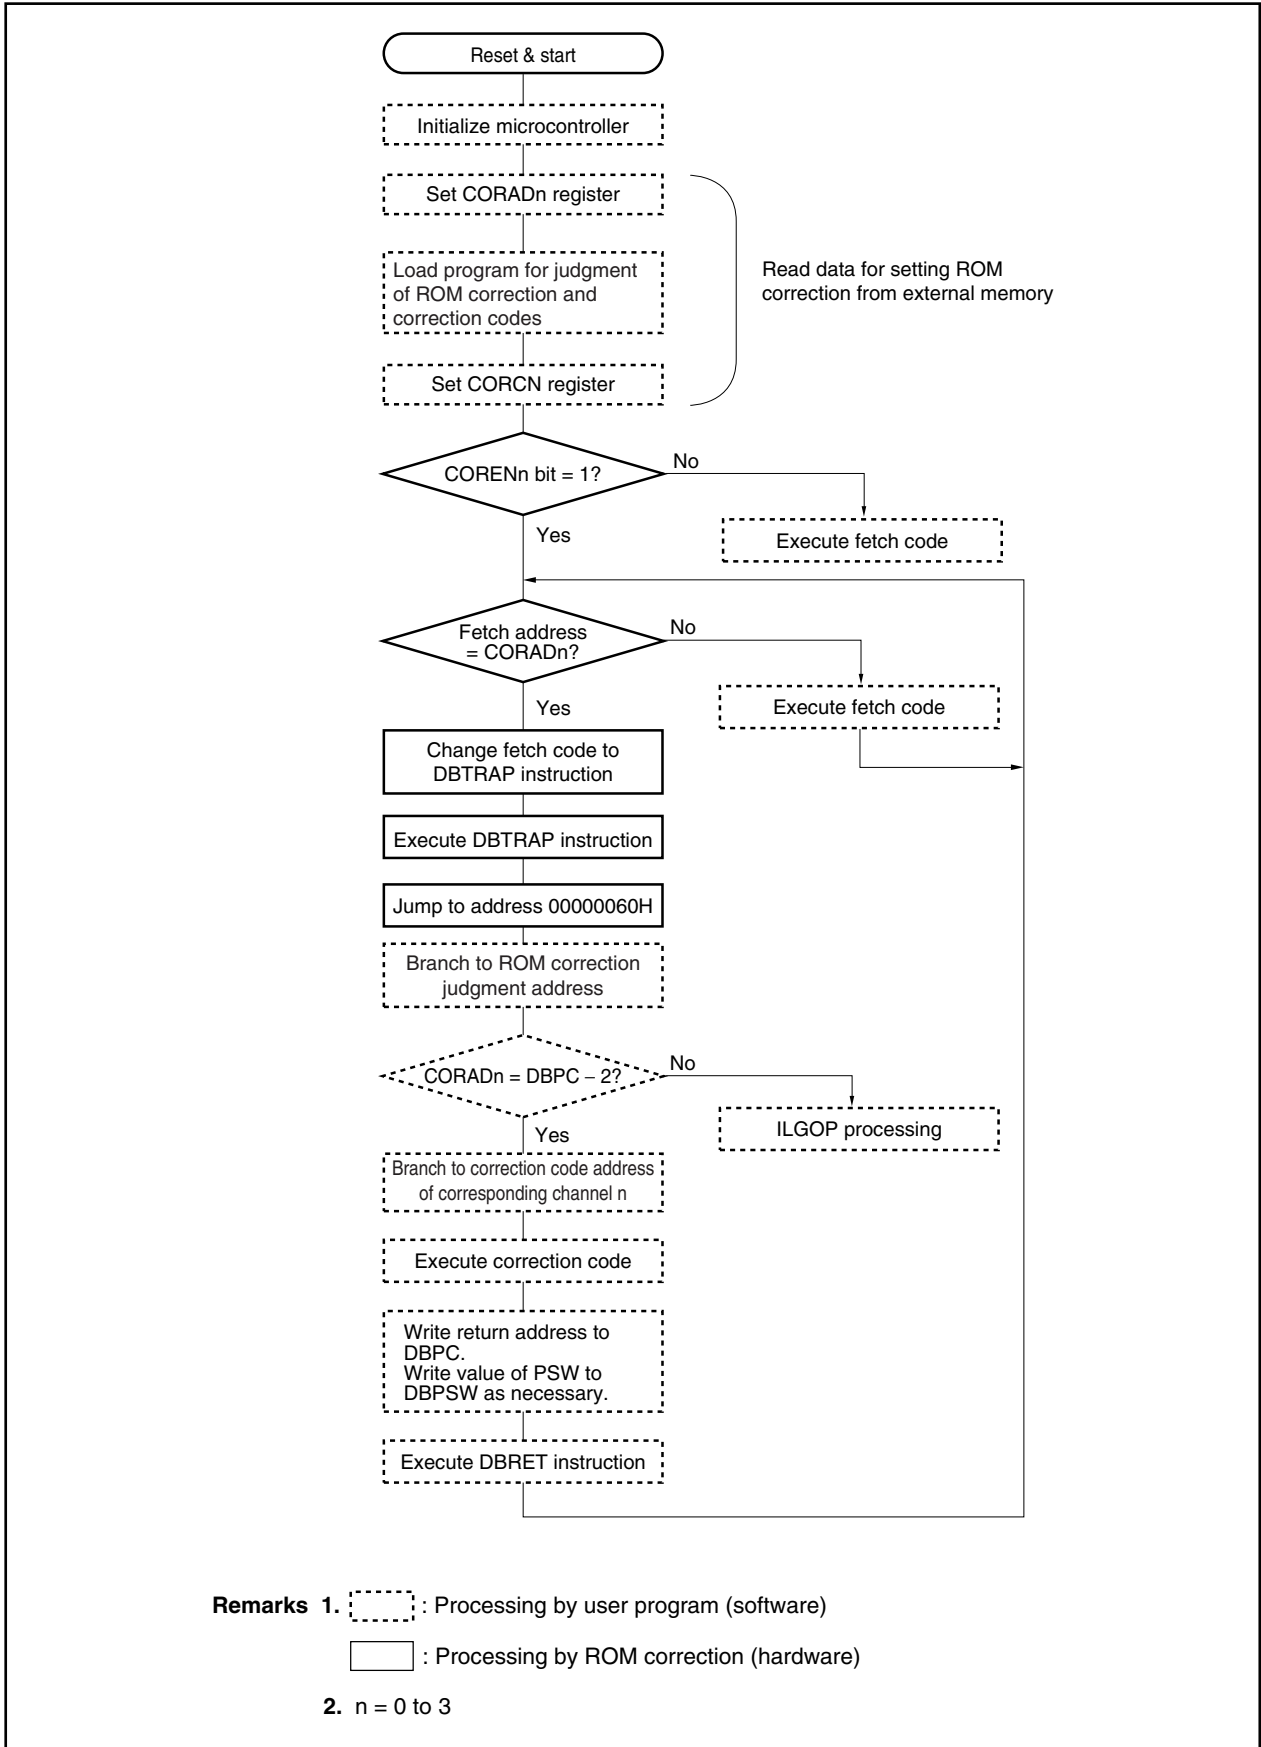 Reset & start
Initialize microcontroller
Set CORADn register
Load program for judgment
of ROM correction and
correction codes
Read data for setting ROM
correction from external memory
Set CORCN register
CORENn bit = 1?
No
Yes
Execute fetch code
Fetch address
= CORADn?
No
Yes
Execute fetch code
Change fetch code to
DBTRAP instruction
Execute DBTRAP instruction
Jump to address 00000060H
Branch to ROM correction
judgment address
CORADn = DBPC − 2?
No
Yes
ILGOP processing
Branch to correction code address
of corresponding channel n
Execute correction code
Write return address to
DBPC.
Write value of PSW to
DBPSW as necessary.
Execute DBRET instruction
Remarks 1. : Processing by user program (software)
: Processing by ROM correction (hardware)
2. n = 0 to 3